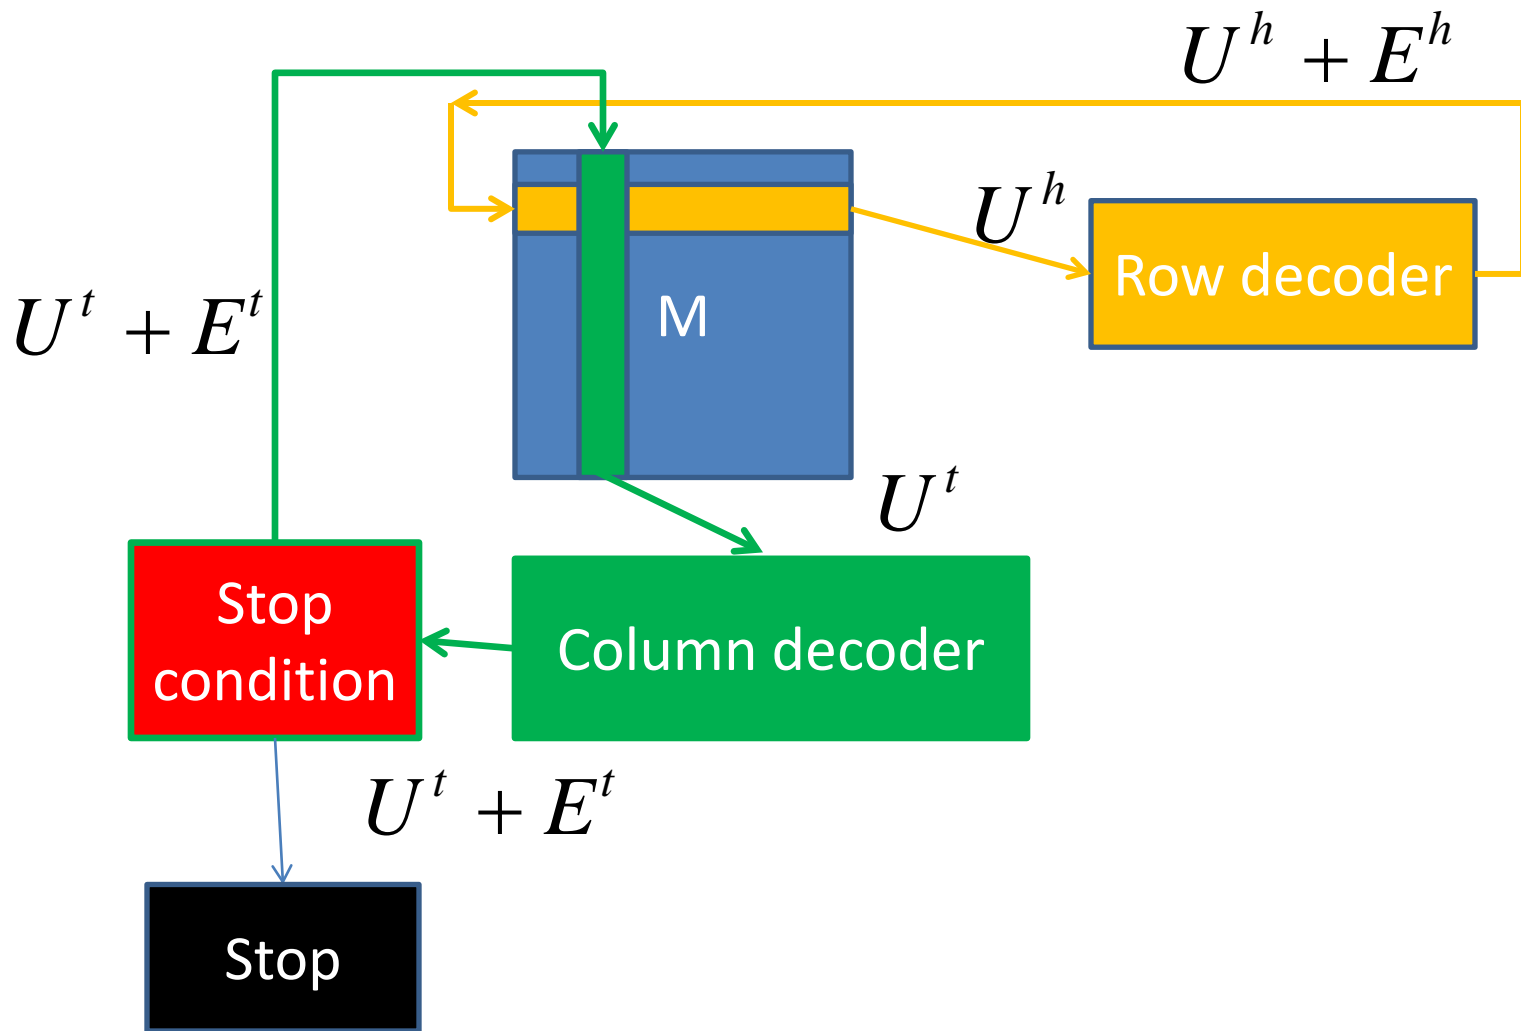 U^h + E^h
U^h
Row decoder
U^t + E^t
M
U^t
Stop
condition
Column decoder
U^t + E^t
Stop